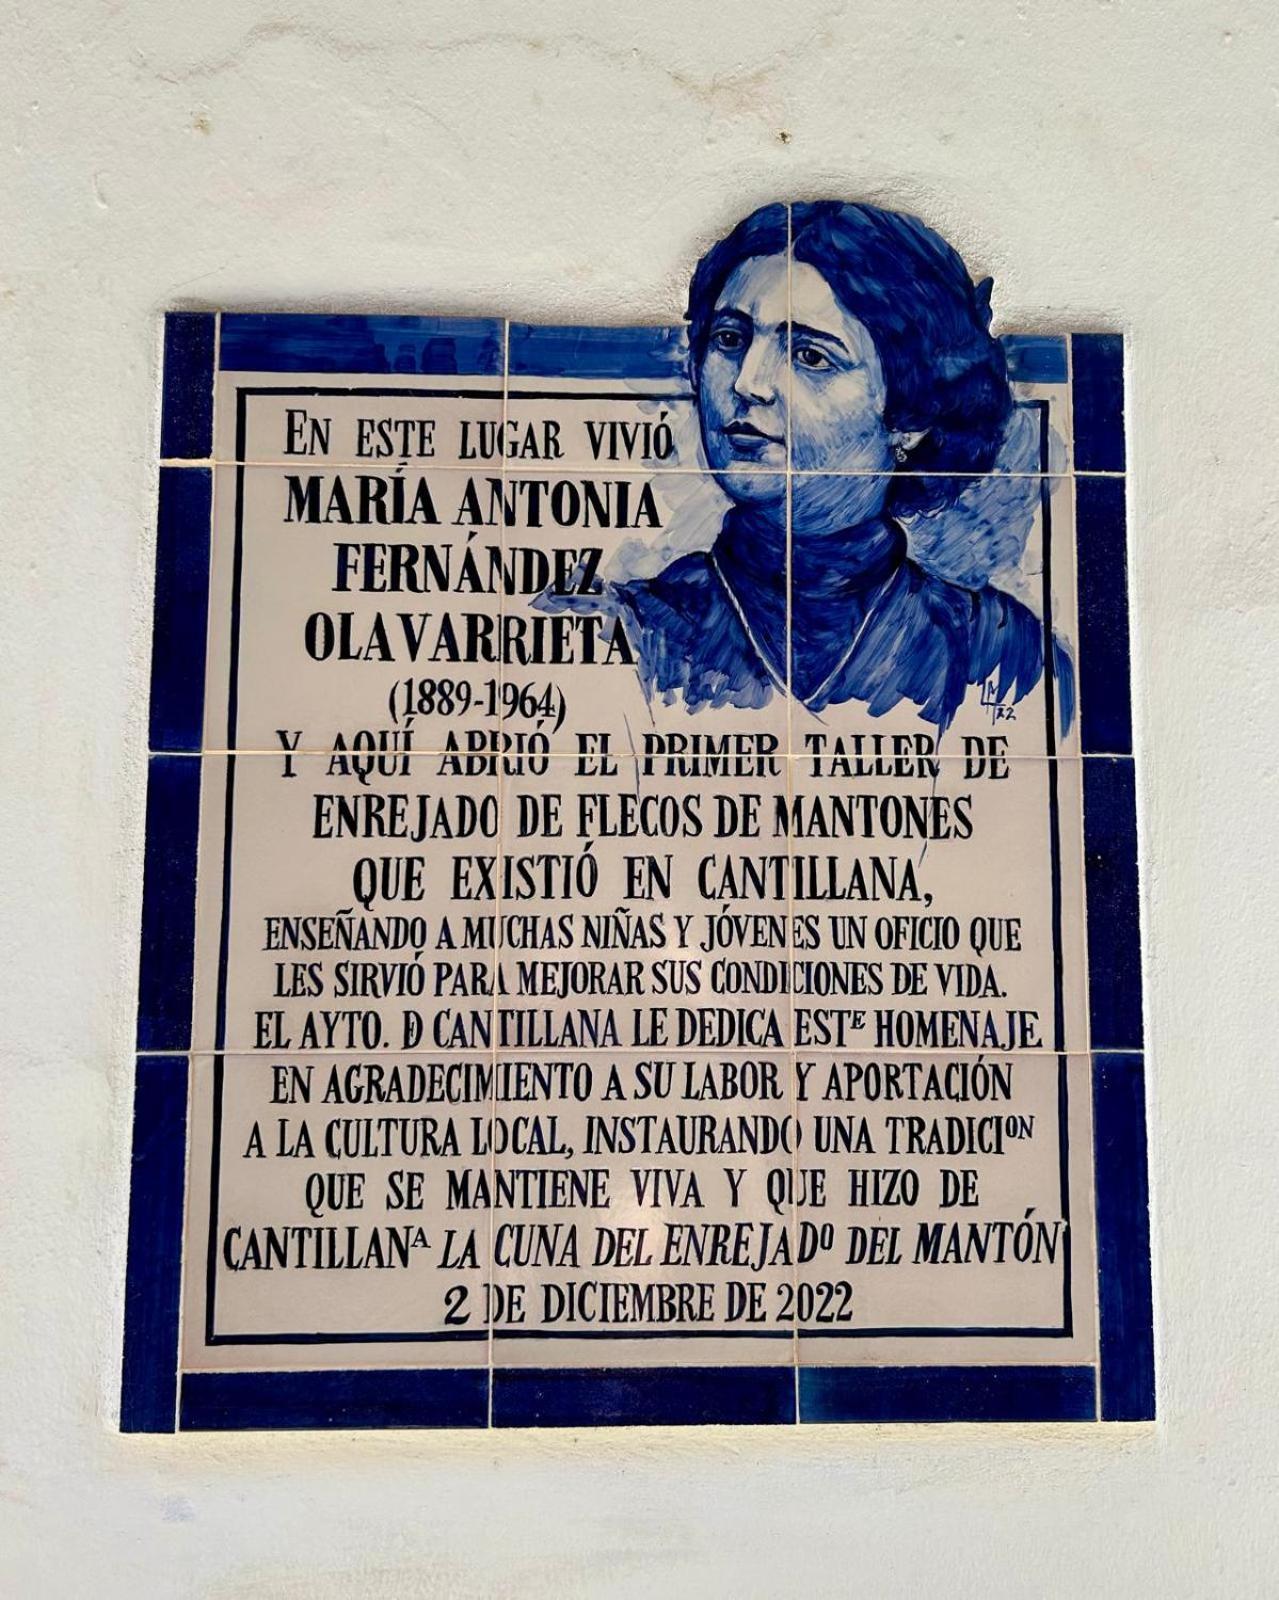 EN ESTE LUGAR VIVIÓ
MARÍA ANTONIA
FERNÁNDEZ
OLAVARRIETA
(1889-1964)
Y AQUÍ ABRIÓ EL PRIMER TALLER DE
ENREJADO DE FLECOS DE MANTONES
QUE EXISTIÓ EN CANTILLANA,
ENSEÑANDO A MUCHAS NIÑAS Y JÓVENES UN OFICIO QUE
LES SIRVIÓ PARA MEJORAR SUS CONDICIONES DE VIDA.
EL AYTO. D CANTILLANA LE DEDICA ESTE HOMENAJE
EN AGRADECIMIENTO A SU LABOR Y APORTACIÓN
A LA CULTURA LOCAL, INSTAURANDO UNA TRADICION
QUE SE MANTIENE VIVA Y QUE HIZO DE
CANTILLANA LA CUNA DEL ENREJADO DEL MANTÓN
2 DE DICIEMBRE DE 2022